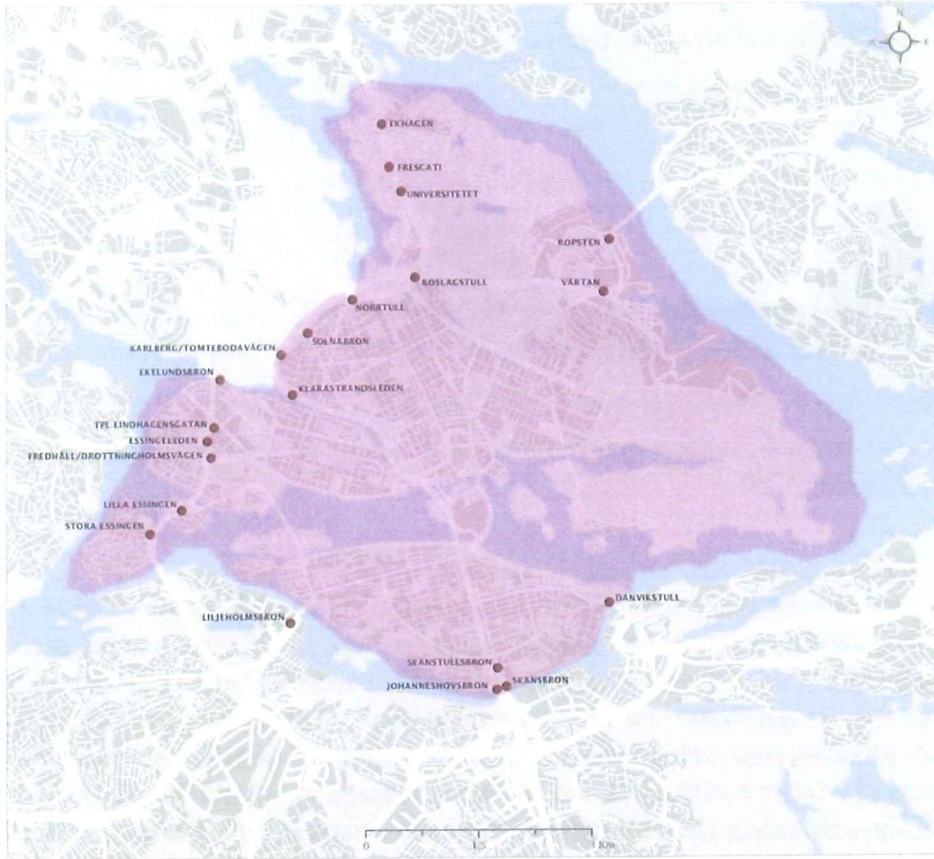 N
E
EKHAGEN
FRESCATI
UNIVERSITETET
ROPSTEN
ROSLAGSTULL
VÄRTAN
NORRTULL
SOLNABRON
KARLBERG/TOMTEBODAVÄGEN
EKELUNDSBRON
KLARASTRANDSLEDEN
TPL LINDHAGENSGATAN
ESSINGELEDEN
FREDHÄLL/DROTTNINGHOLMSVÄGEN
LILLA ESSINGEN
STORA ESSINGEN
DANVIKSTULL
LILJEHOLMSBRON
SKANSTULLSBRON
SKANSBRON
JOHANNESHOVSBRON
0 1.5